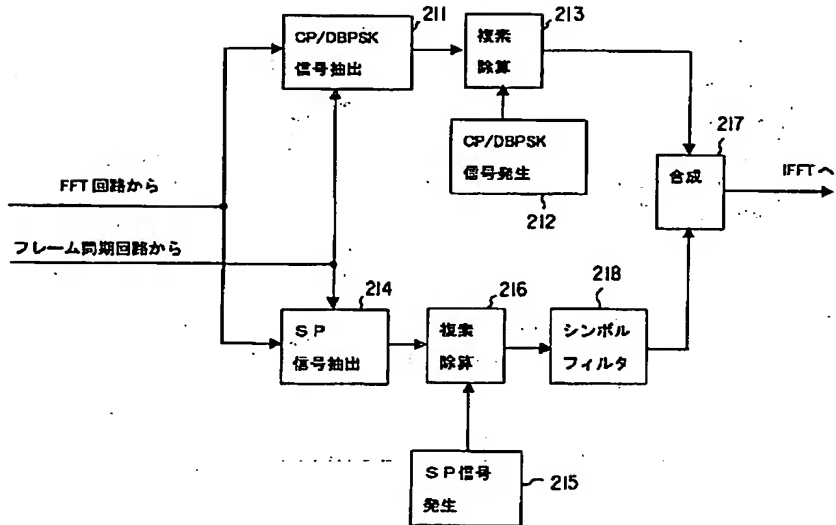 CP/DBPSK
信号抽出
211
複素
除算
213
CP/DBPSK
信号発生
212
217
合成
IFFTへ
FFT回路から
フレーム同期回路から
214
SP
信号抽出
216
複素
除算
218
シンボル
フィルタ
SP信号
発生
215